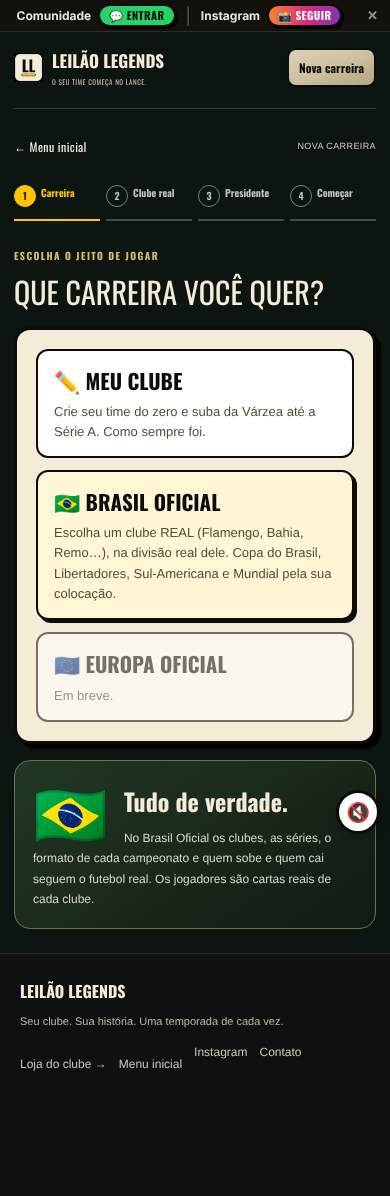 Comunidade 💬 ENTRAR | Instagram 📸 SEGUIR ×
LL LEILÃO LEGENDS
O SEU TIME COMEÇA NO LANCE.
Nova carreira
← Menu inicial
NOVA CARREIRA
1 Carreira 2 Clube real 3 Presidente 4 Começar
ESCOLHA O JEITO DE JOGAR
QUE CARREIRA VOCÊ QUER?
✏️ MEU CLUBE
Crie seu time do zero e suba da Várzea até a
Série A. Como sempre foi.
🇧🇷 BRASIL OFICIAL
Escolha um clube REAL (Flamengo, Bahia,
Remo…), na divisão real dele. Copa do Brasil,
Libertadores, Sul-Americana e Mundial pela sua
colocação.
🇪🇺 EUROPA OFICIAL
Em breve.
Tudo de verdade.
No Brasil Oficial os clubes, as séries, o
formato de cada campeonato e quem sobe e quem cai
seguem o futebol real. Os jogadores são cartas reais de
cada clube.
LEILÃO LEGENDS
Seu clube. Sua história. Uma temporada de cada vez.
Loja do clube → Menu inicial Instagram Contato